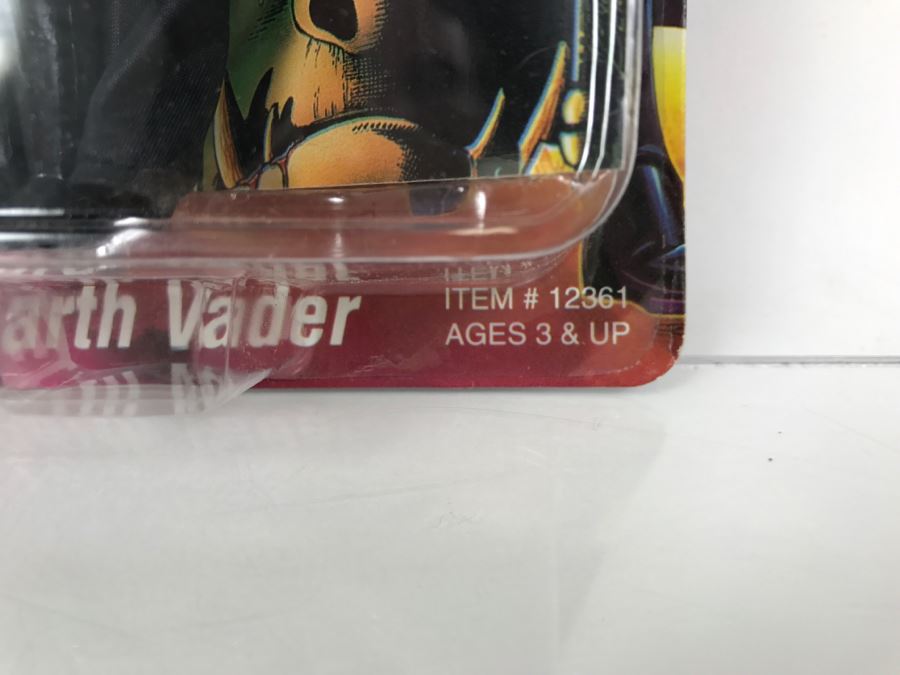 arth Vader
ITEM # 12361
AGES 3 & UP